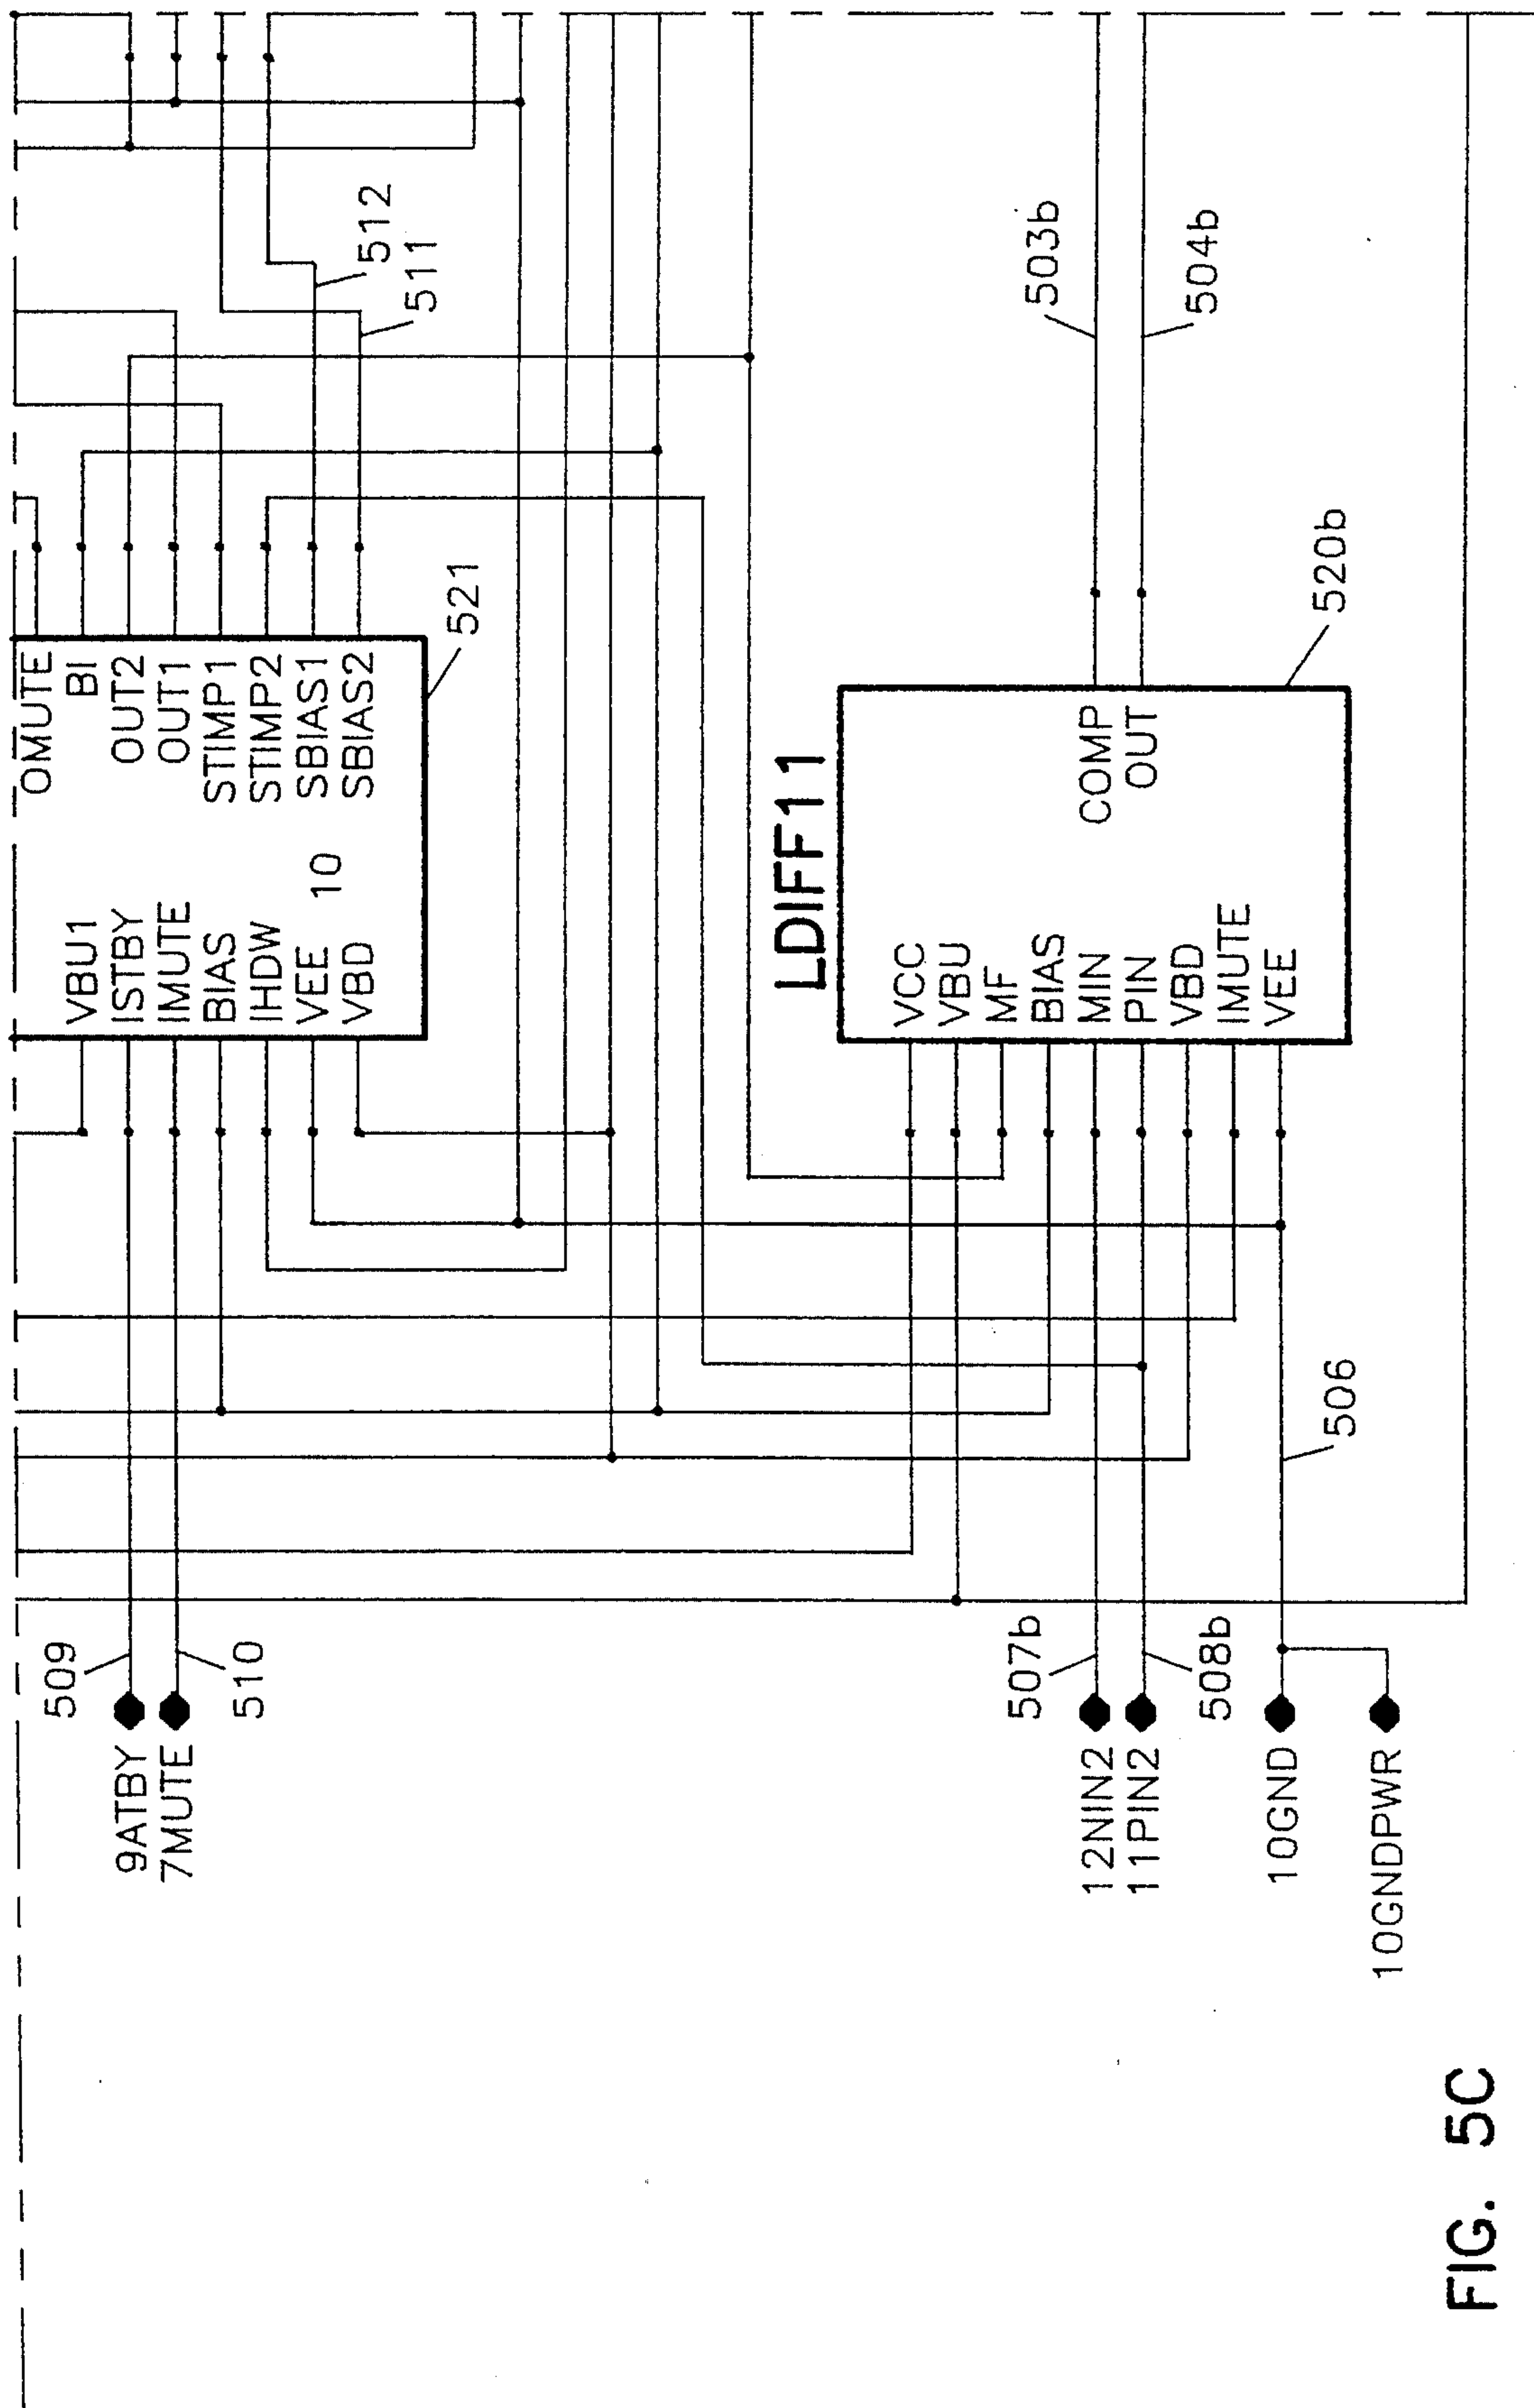 OMUTE
VBU1 BI
ISTBY OUT2
IMUTE OUT1
BIAS STIMP1
IHDW STIMP2
VEE 10 SBIAS1
VBD SBIAS2
509
9ATBY
7MUTE
510
512
511
521
LDIFF11
VCC
VBU
MF
BIAS
MIN COMP
PIN OUT
VBD
IMUTE
VEE
503b
504b
520b
507b
12NIN2
11PIN2
508b
10GND
506
10GNDPWR
FIG. 5C